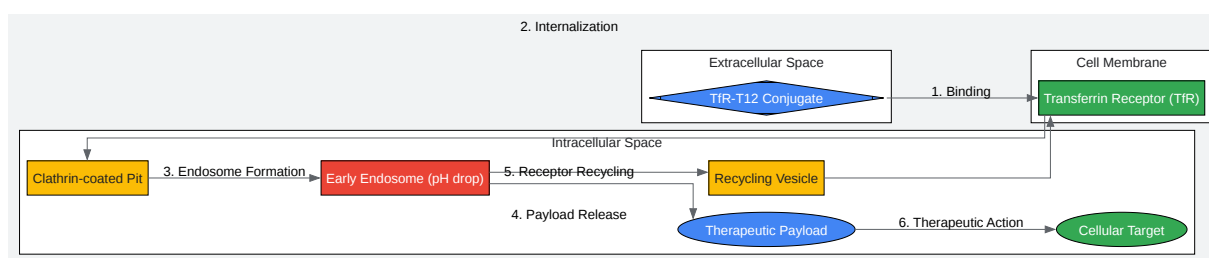 2. Internalization
Extracellular Space
Cell Membrane
TfR-T12 Conjugate
1. Binding
Transferrin Receptor (TfR)
Intracellular Space
Clathrin-coated Pit
3. Endosome Formation
Early Endosome (pH drop)
5. Receptor Recycling
Recycling Vesicle
4. Payload Release
Therapeutic Payload
6. Therapeutic Action
Cellular Target